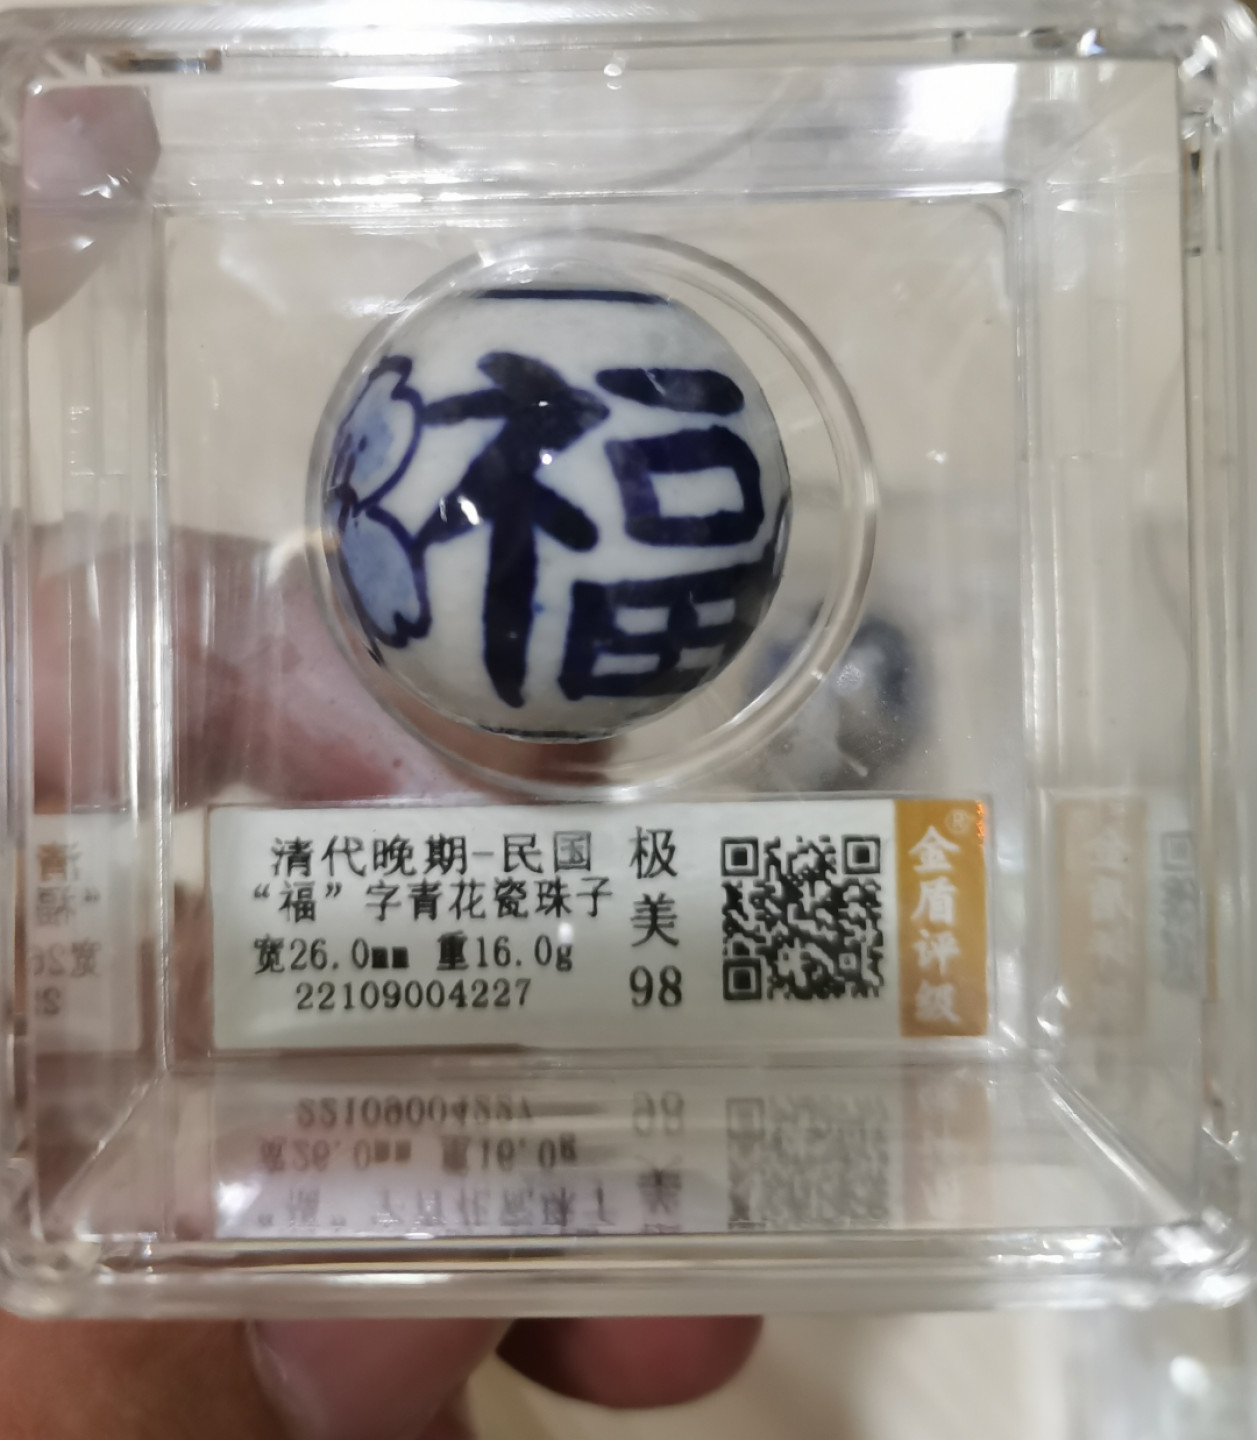 福
清代晚期-民国
“福”字青花瓷珠子
宽26.0mm 重16.0g
22109004227
极美
98
金盾评级®